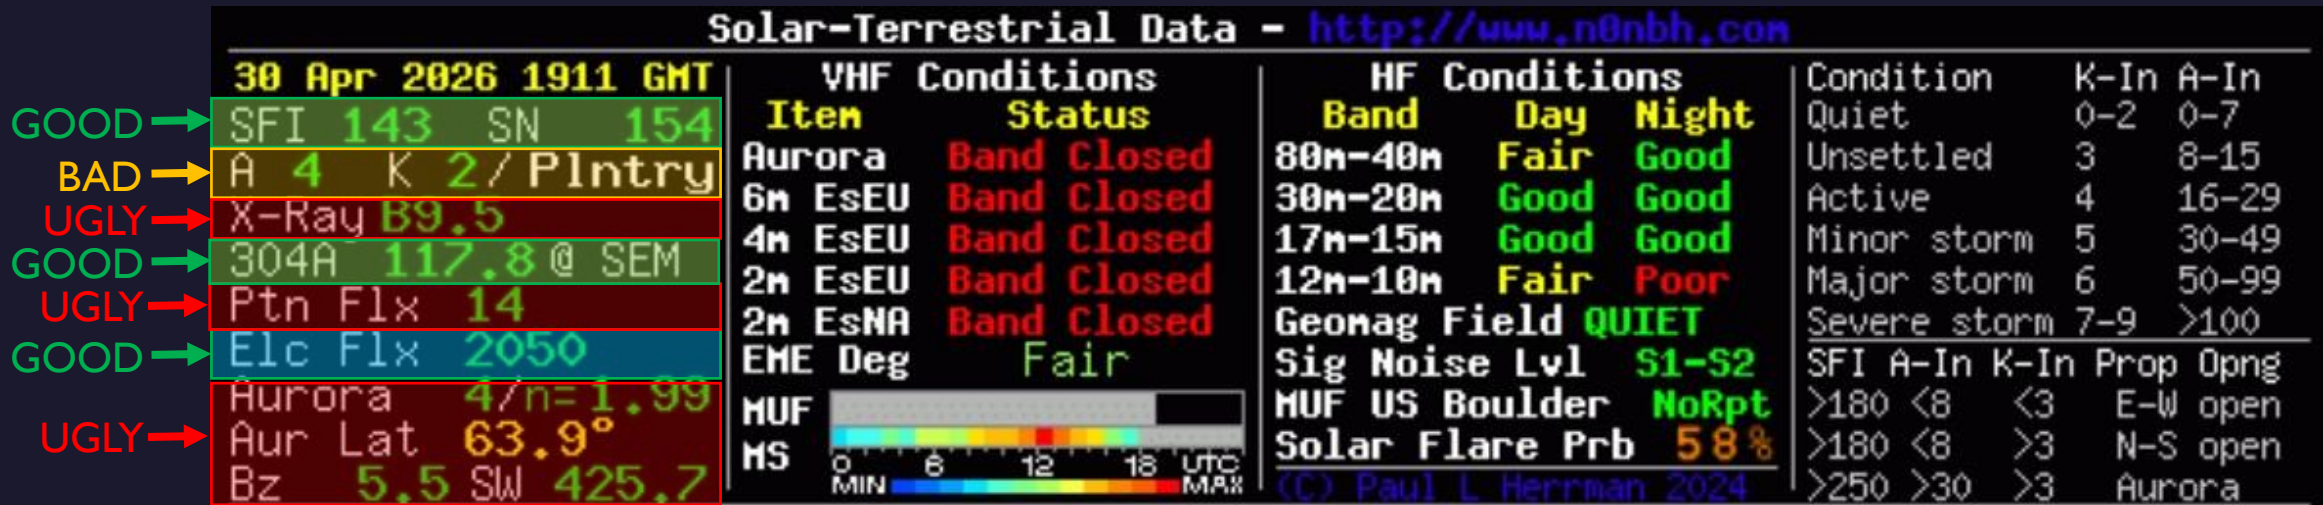 Solar-Terrestrial Data - http://www.n0nbh.com
GOOD
BAD
UGLY
GOOD
UGLY
GOOD
UGLY
30 Apr 2026 1911 GMT
SFI 143 SN 154
A 4 K 2/Plntry
X-Ray B9.5
304A 117.8@ SEM
Ptn Flx 14
Elc Flx 2050
Aurora 4/n=1.99
Aur Lat 63.9°
Bz 5.5 SW 425.7
VHF Conditions
Item Status
Aurora Band Closed
6m EsEU Band Closed
4m EsEU Band Closed
2m EsEU Band Closed
2m EsNA Band Closed
EME Deg Fair
MUF
MS
0 6 12 18 UTC
MIN MAX
HF Conditions
Band Day Night
80m-40m Fair Good
30m-20m Good Good
17m-15m Good Good
12m-10m Fair Poor
Geomag Field QUIET
Sig Noise Lvl S1-S2
MUF US Boulder NoRpt
Solar Flare Prb 58%
(C) Paul L Herrman 2024
Condition K-In A-In
Quiet 0-2 0-7
Unsettled 3 8-15
Active 4 16-29
Minor storm 5 30-49
Major storm 6 50-99
Severe storm 7-9 >100
SFI A-In K-In Prop Opng
>180 <8 <3 E-W open
>180 <8 >3 N-S open
>250 >30 >3 Aurora